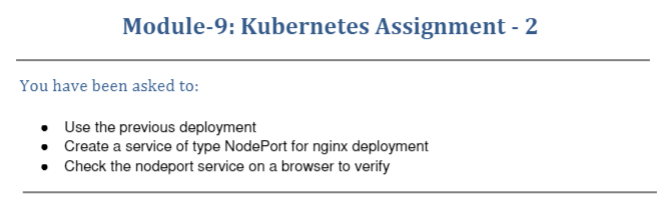 Module-9: Kubernetes Assignment - 2
You have been asked to:
● Use the previous deployment
● Create a service of type NodePort for nginx deployment
● Check the nodeport service on a browser to verify